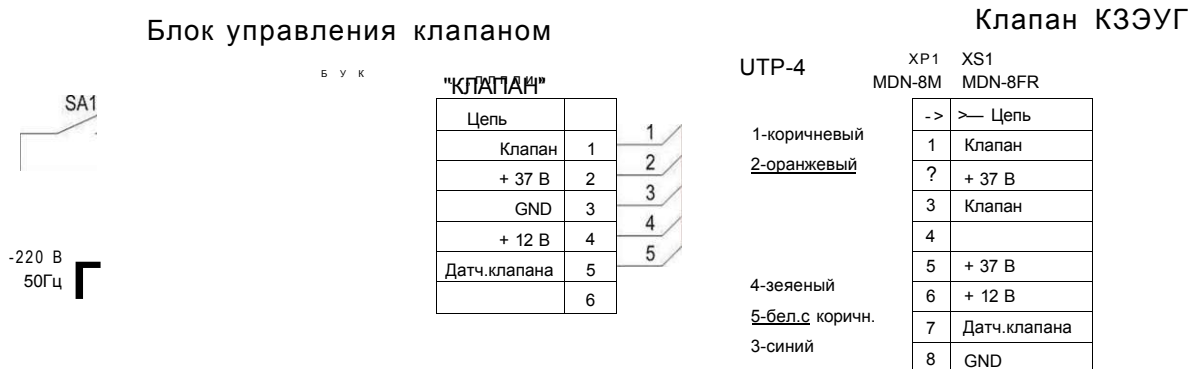 Блок управления клапаном
Клапан КЗЭУГ
Б У К
"КЛАПАН"
SA1
-220 В
50Гц
Цепь
Клапан 1
+ 37 В 2
GND 3
+ 12 В 4
Датч.клапана 5
6
1
2
3
4
5
UTP-4
1-коричневый
2-оранжевый
4-зеяеный
5-бел.с коричн.
3-синий
XP1 XS1
MDN-8M MDN-8FR
-> >— Цепь
1 Клапан
? + 37 В
3 Клапан
4
5 + 37 В
6 + 12 В
7 Датч.клапана
8 GND